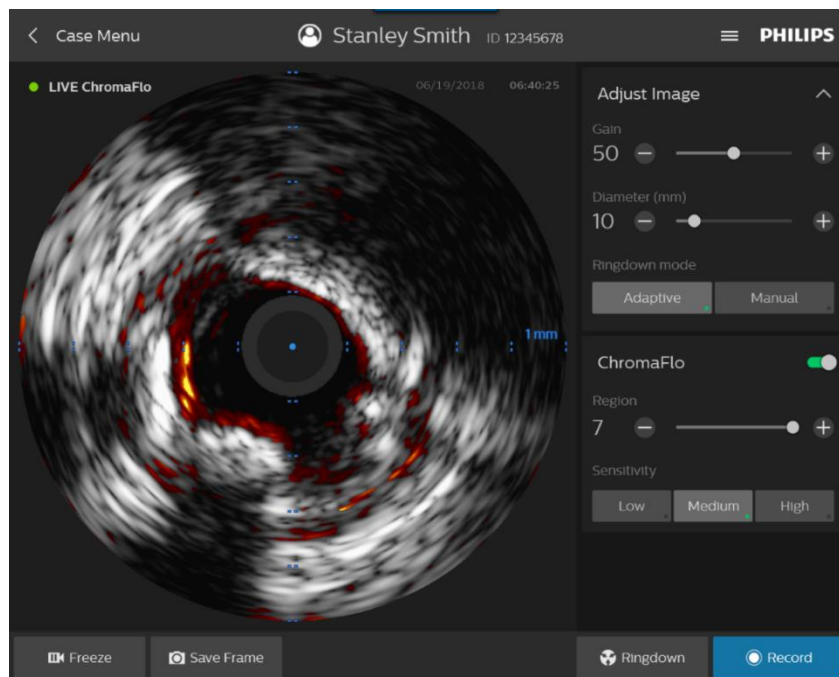 Case Menu
Stanley Smith ID 12345678
PHILIPS
LIVE ChromaFlo
06/19/2018 06:40:25
1 mm
Adjust Image
Gain
50
Diameter (mm)
10
Ringdown mode
Adaptive Manual
ChromaFlo
Region
7
Sensitivity
Low Medium High
Freeze
Save Frame
Ringdown
Record